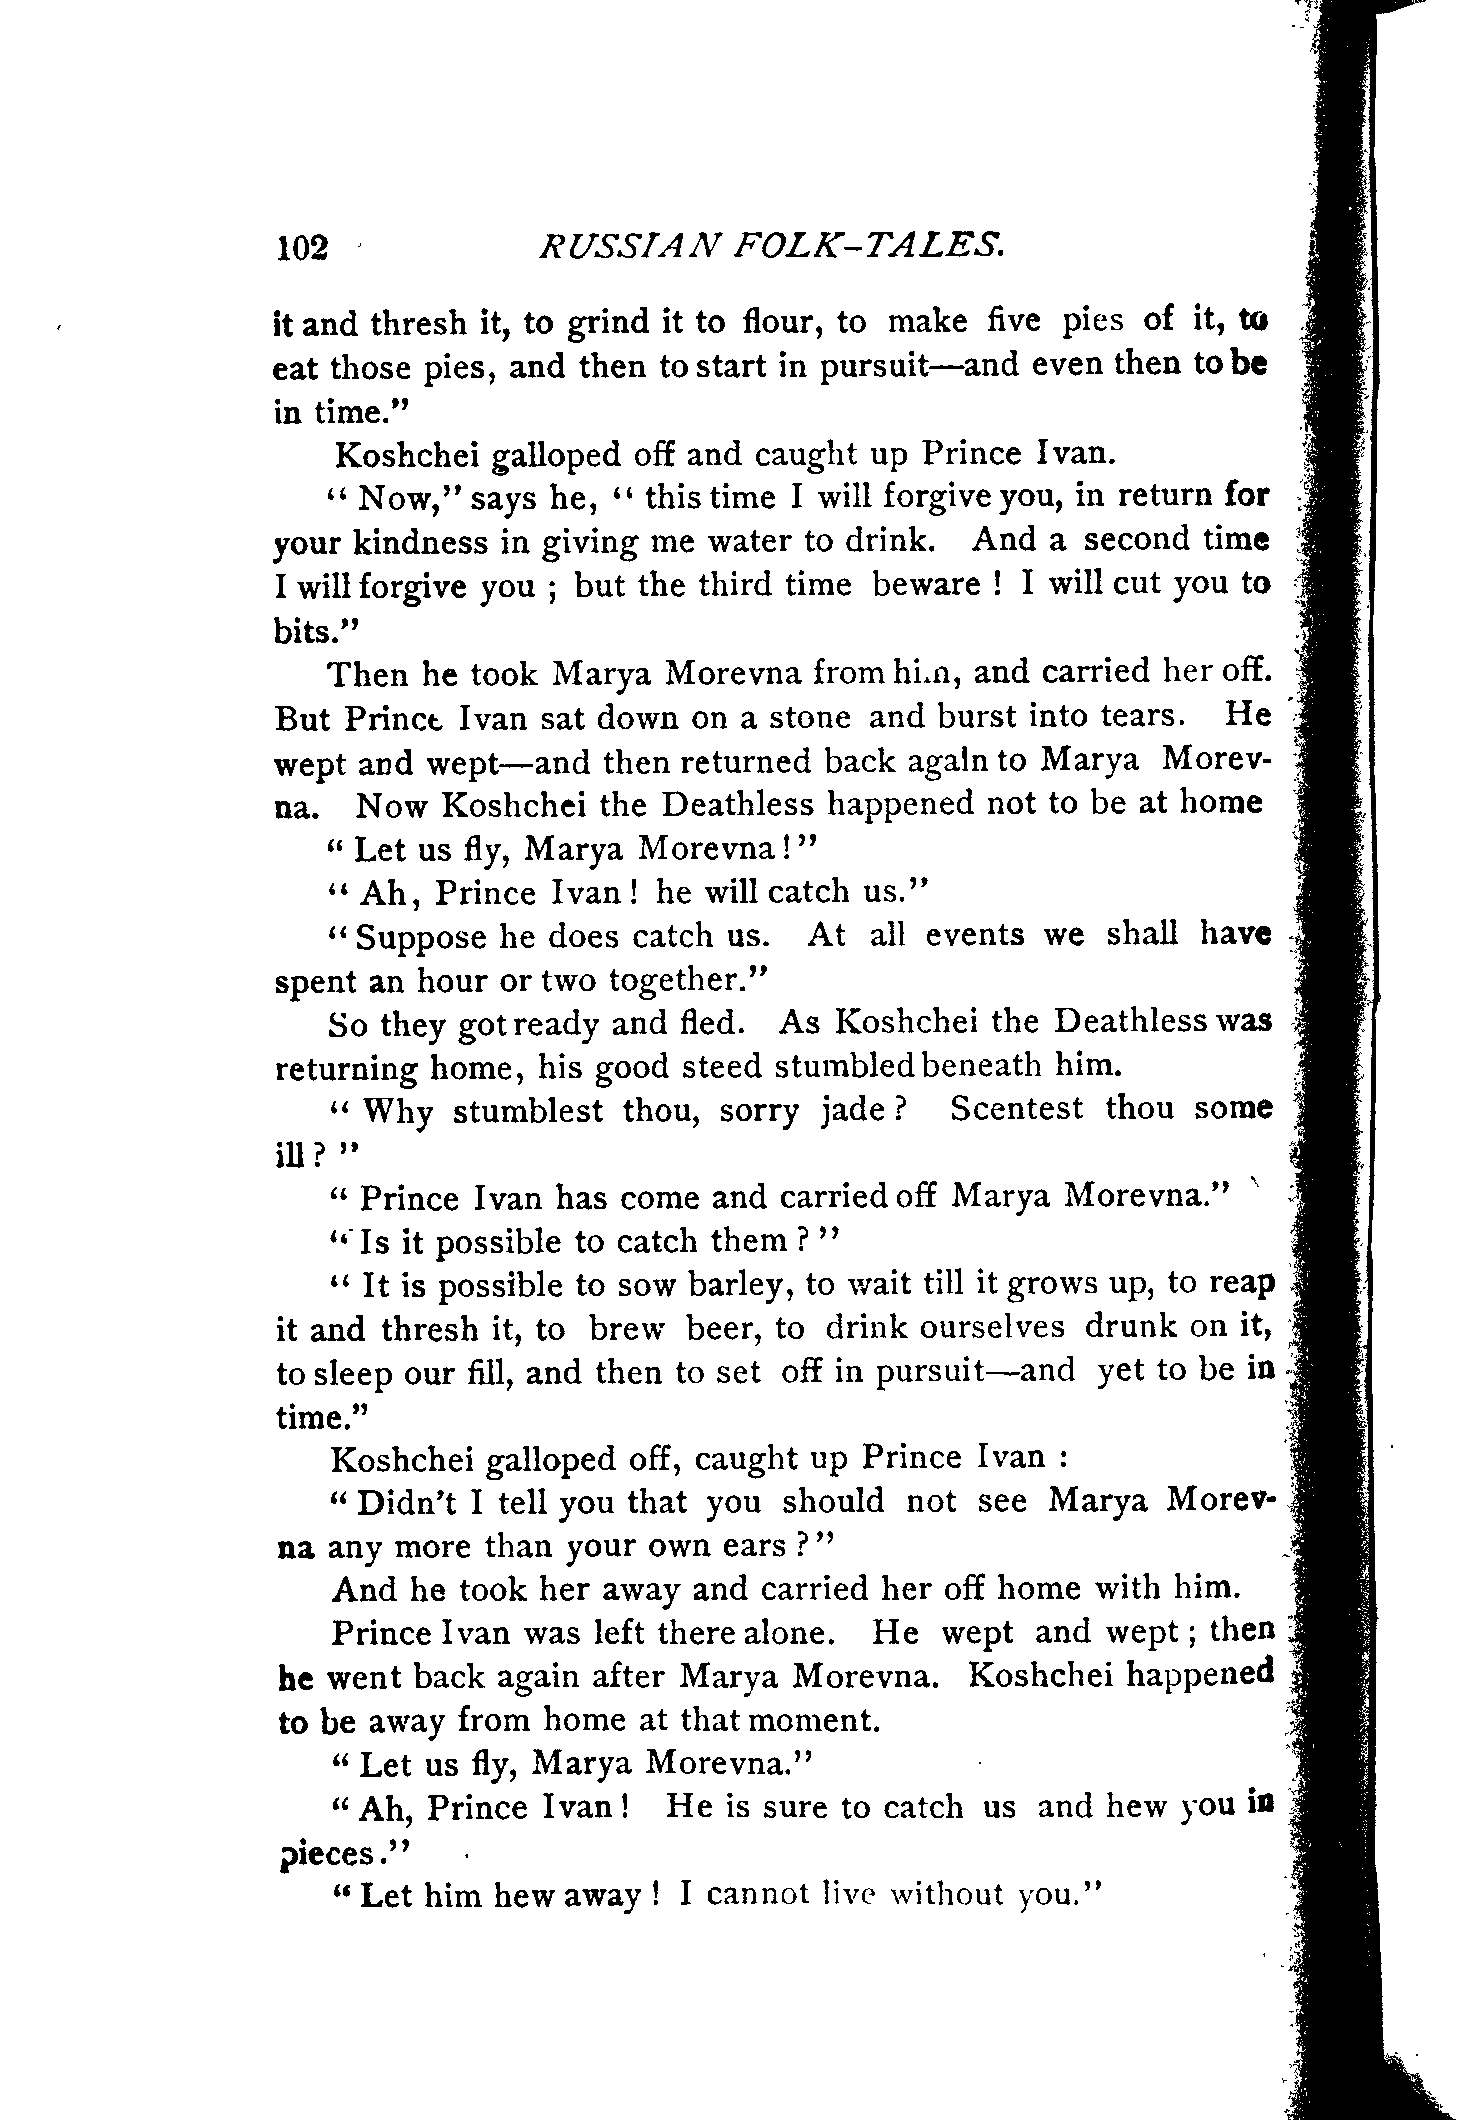 102 RUSSIAN FOLK-TALES.
it and thresh it, to grind it to flour, to make five pies of it, to
eat those pies, and then to start in pursuit—and even then to be
in time."
Koshchei galloped off and caught up Prince Ivan.
" Now," says he, " this time I will forgive you, in return for
your kindness in giving me water to drink. And a second time
I will forgive you ; but the third time beware ! I will cut you to
bits."
Then he took Marya Morevna from him, and carried her off.
But Prince Ivan sat down on a stone and burst into tears. He
wept and wept—and then returned back again to Marya Morev-
na. Now Koshchei the Deathless happened not to be at home
" Let us fly, Marya Morevna !"
" Ah, Prince Ivan ! he will catch us."
" Suppose he does catch us. At all events we shall have
spent an hour or two together."
So they got ready and fled. As Koshchei the Deathless was
returning home, his good steed stumbled beneath him.
" Why stumblest thou, sorry jade ? Scentest thou some
ill ? "
" Prince Ivan has come and carried off Marya Morevna."
" Is it possible to catch them ? "
" It is possible to sow barley, to wait till it grows up, to reap
it and thresh it, to brew beer, to drink ourselves drunk on it,
to sleep our fill, and then to set off in pursuit—and yet to be in
time."
Koshchei galloped off, caught up Prince Ivan :
" Didn't I tell you that you should not see Marya Morev-
na any more than your own ears ?"
And he took her away and carried her off home with him.
Prince Ivan was left there alone. He wept and wept ; then
he went back again after Marya Morevna. Koshchei happened
to be away from home at that moment.
" Let us fly, Marya Morevna."
" Ah, Prince Ivan ! He is sure to catch us and hew you in
pieces."
" Let him hew away ! I cannot live without you."